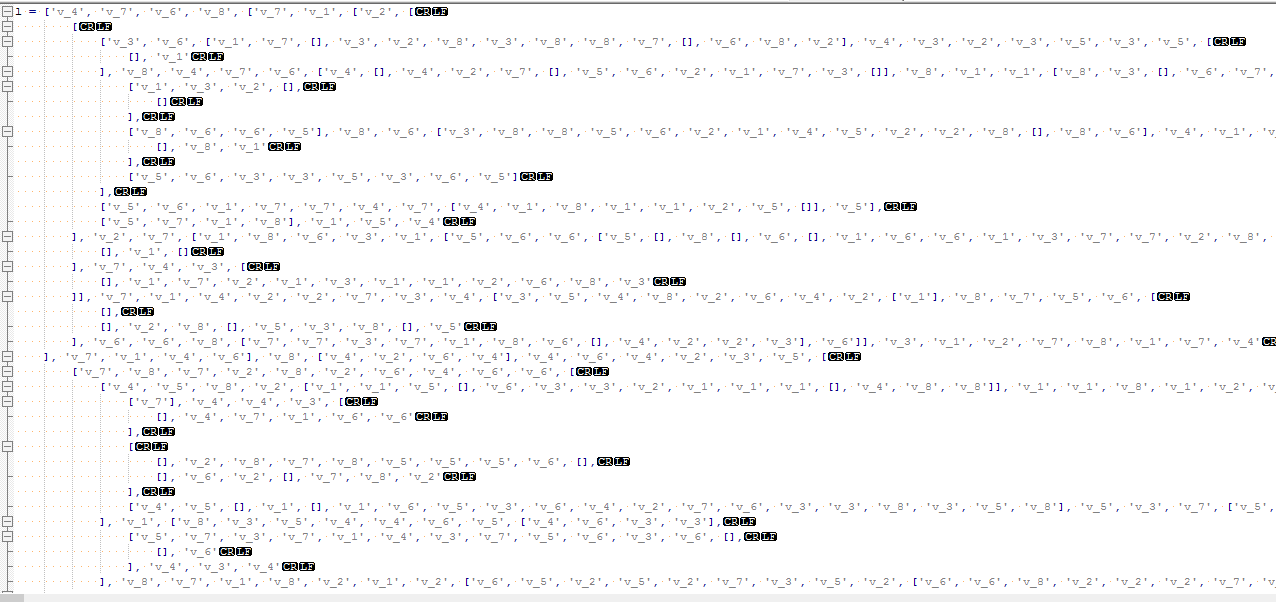 l = ['v_4', 'v_7', 'v_6', 'v_8', ['v_7', 'v_1', ['v_2', [CRLF
[CRLF
['v_3', 'v_6', ['v_1', 'v_7', [], 'v_3', 'v_2', 'v_8', 'v_3', 'v_8', 'v_8', 'v_7', [], 'v_6', 'v_8', 'v_2'], 'v_4', 'v_3', 'v_2', 'v_3', 'v_5', 'v_3', 'v_5', [CRLF
[], 'v_1'CRLF
], 'v_8', 'v_4', 'v_7', 'v_6', ['v_4', [], 'v_4', 'v_2', 'v_7', [], 'v_5', 'v_6', 'v_2', 'v_1', 'v_7', 'v_3', []], 'v_8', 'v_1', 'v_1', ['v_8', 'v_3', [], 'v_6', 'v_7',
['v_1', 'v_3', 'v_2', [],CRLF
[]CRLF
],CRLF
['v_8', 'v_6', 'v_6', 'v_5'], 'v_8', 'v_6', ['v_3', 'v_8', 'v_8', 'v_5', 'v_6', 'v_2', 'v_1', 'v_4', 'v_5', 'v_2', 'v_2', 'v_8', [], 'v_8', 'v_6'], 'v_4', 'v_1', 'v_
[], 'v_8', 'v_1'CRLF
],CRLF
['v_5', 'v_6', 'v_3', 'v_3', 'v_5', 'v_3', 'v_6', 'v_5']CRLF
],CRLF
['v_5', 'v_6', 'v_1', 'v_7', 'v_7', 'v_4', 'v_7', ['v_4', 'v_1', 'v_8', 'v_1', 'v_1', 'v_2', 'v_5', []], 'v_5'],CRLF
['v_5', 'v_7', 'v_1', 'v_8'], 'v_1', 'v_5', 'v_4'CRLF
], 'v_2', 'v_7', ['v_1', 'v_8', 'v_6', 'v_3', 'v_1', ['v_5', 'v_6', 'v_6', ['v_5', [], 'v_8', [], 'v_6', [], 'v_1', 'v_6', 'v_6', 'v_1', 'v_3', 'v_7', 'v_7', 'v_2', 'v_8',
[], 'v_1', []CRLF
], 'v_7', 'v_4', 'v_3', [CRLF
[], 'v_1', 'v_7', 'v_2', 'v_1', 'v_3', 'v_1', 'v_1', 'v_2', 'v_6', 'v_8', 'v_3'CRLF
]], 'v_7', 'v_1', 'v_4', 'v_2', 'v_2', 'v_7', 'v_3', 'v_4', ['v_3', 'v_5', 'v_4', 'v_8', 'v_2', 'v_6', 'v_4', 'v_2', ['v_1'], 'v_8', 'v_7', 'v_5', 'v_6', [CRLF
[],CRLF
[], 'v_2', 'v_8', [], 'v_5', 'v_3', 'v_8', [], 'v_5'CRLF
], 'v_6', 'v_6', 'v_8', ['v_7', 'v_7', 'v_3', 'v_7', 'v_1', 'v_8', 'v_6', [], 'v_4', 'v_2', 'v_2', 'v_3'], 'v_6']], 'v_3', 'v_1', 'v_2', 'v_7', 'v_8', 'v_1', 'v_7', 'v_4'CR
], 'v_7', 'v_1', 'v_4', 'v_6'], 'v_8', ['v_4', 'v_2', 'v_6', 'v_4'], 'v_4', 'v_6', 'v_4', 'v_2', 'v_3', 'v_5', [CRLF
['v_7', 'v_8', 'v_7', 'v_2', 'v_8', 'v_2', 'v_6', 'v_4', 'v_6', 'v_6', [CRLF
['v_4', 'v_5', 'v_8', 'v_2', ['v_1', 'v_1', 'v_5', [], 'v_6', 'v_3', 'v_3', 'v_2', 'v_1', 'v_1', 'v_1', [], 'v_4', 'v_8', 'v_8']], 'v_1', 'v_1', 'v_8', 'v_1', 'v_2', 'v_
['v_7'], 'v_4', 'v_4', 'v_3', [CRLF
[], 'v_4', 'v_7', 'v_1', 'v_6', 'v_6'CRLF
],CRLF
[CRLF
[], 'v_2', 'v_8', 'v_7', 'v_8', 'v_5', 'v_5', 'v_5', 'v_6', [],CRLF
[], 'v_6', 'v_2', [], 'v_7', 'v_8', 'v_2'CRLF
],CRLF
['v_4', 'v_5', [], 'v_1', [], 'v_1', 'v_6', 'v_5', 'v_3', 'v_6', 'v_4', 'v_2', 'v_7', 'v_6', 'v_3', 'v_3', 'v_8', 'v_3', 'v_5', 'v_8'], 'v_5', 'v_3', 'v_7', ['v_5',
], 'v_1', ['v_8', 'v_3', 'v_5', 'v_4', 'v_4', 'v_6', 'v_5', ['v_4', 'v_6', 'v_3', 'v_3'],CRLF
['v_5', 'v_7', 'v_3', 'v_7', 'v_1', 'v_4', 'v_3', 'v_7', 'v_5', 'v_6', 'v_3', 'v_6', [],CRLF
[], 'v_6'CRLF
], 'v_4', 'v_3', 'v_4'CRLF
], 'v_8', 'v_7', 'v_1', 'v_8', 'v_2', 'v_1', 'v_2', ['v_6', 'v_5', 'v_2', 'v_5', 'v_2', 'v_7', 'v_3', 'v_5', 'v_2', ['v_6', 'v_6', 'v_8', 'v_2', 'v_2', 'v_2', 'v_7', 'v_